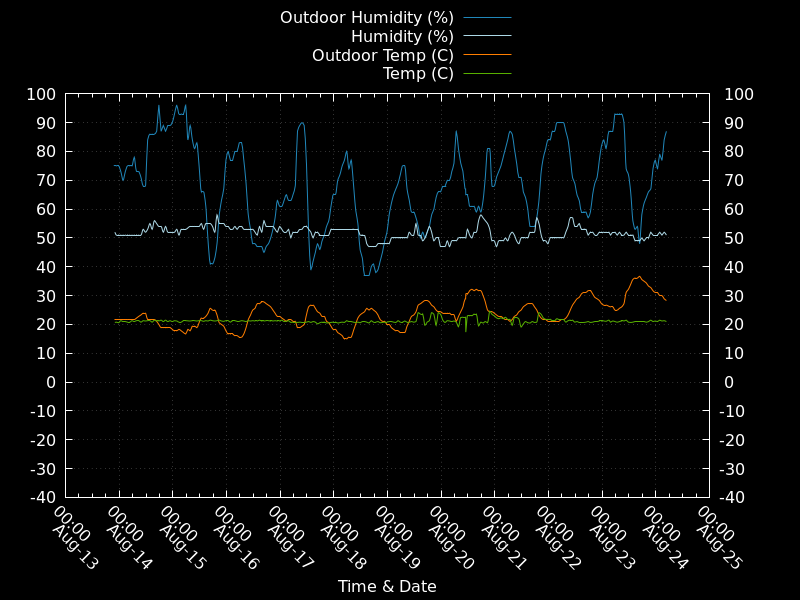 Outdoor Humidity (%)
Humidity (%)
Outdoor Temp (C)
Temp (C)
100 100
90 90
80 80
70 70
60 60
50 50
40 40
30 30
20 20
10 10
0 0
-10 -10
-20 -20
-30 -30
-40 -40
00:00 00:00 00:00 00:00 00:00 00:00 00:00 00:00 00:00 00:00 00:00 00:00 00:00
Aug-13 Aug-14 Aug-15 Aug-16 Aug-17 Aug-18 Aug-19 Aug-20 Aug-21 Aug-22 Aug-23 Aug-24 Aug-25
Time & Date